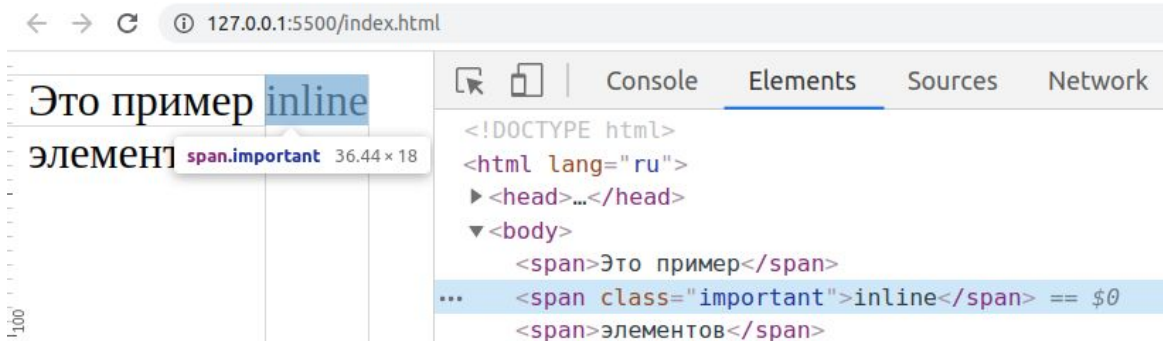 127.0.0.1:5500/index.html
Это пример inline
элемент
span.important 36.44 × 18
100
Console Elements Sources Network
<!DOCTYPE html>
<html lang="ru">
<head>…</head>
<body>
<span>Это пример</span>
<span class="important">inline</span> == $0
<span>элементов</span>